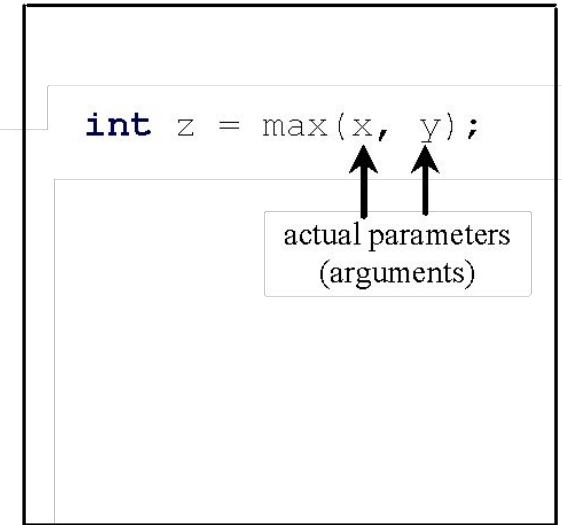 int z = max(x, y);
actual parameters
(arguments)